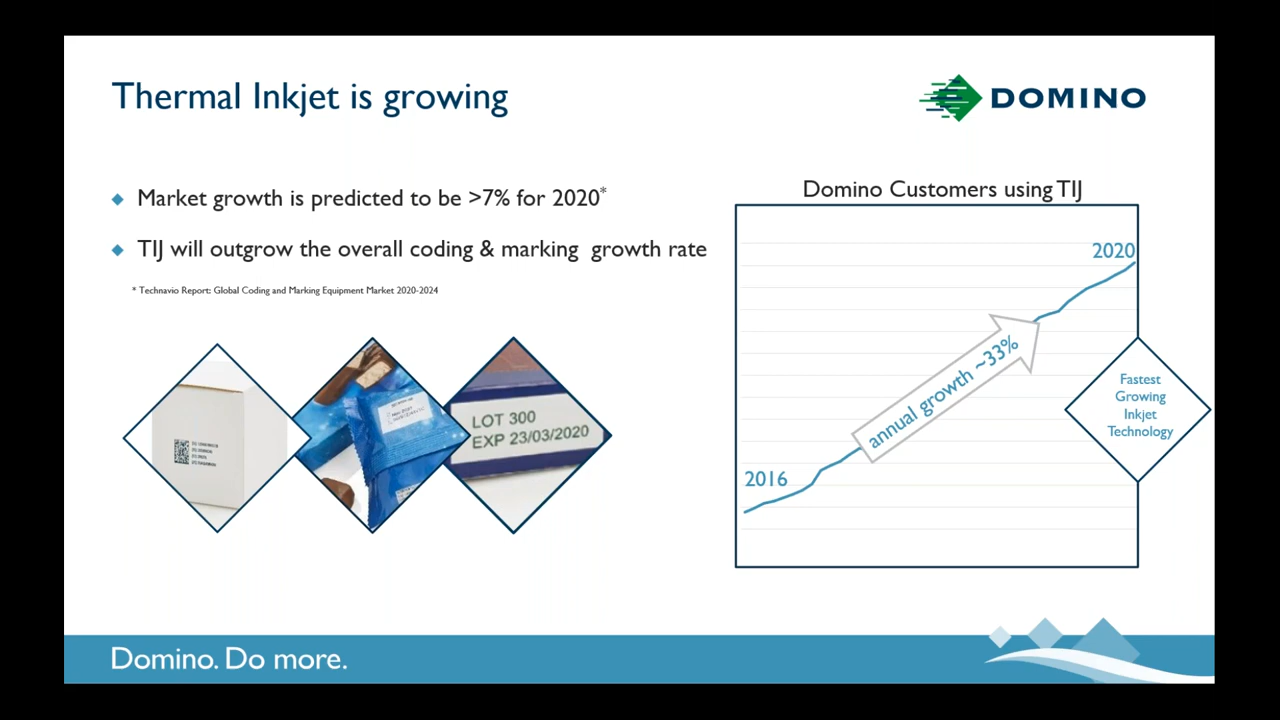 Thermal Inkjet is growing
DOMINO
Market growth is predicted to be >7% for 2020*
TIJ will outgrow the overall coding & marking growth rate
* Technavio Report: Global Coding and Marking Equipment Market 2020-2024
LOT 300
EXP 23/03/2020
Domino Customers using TIJ
2020
annual growth ~33%
2016
Fastest
Growing
Inkjet
Technology
Domino. Do more.